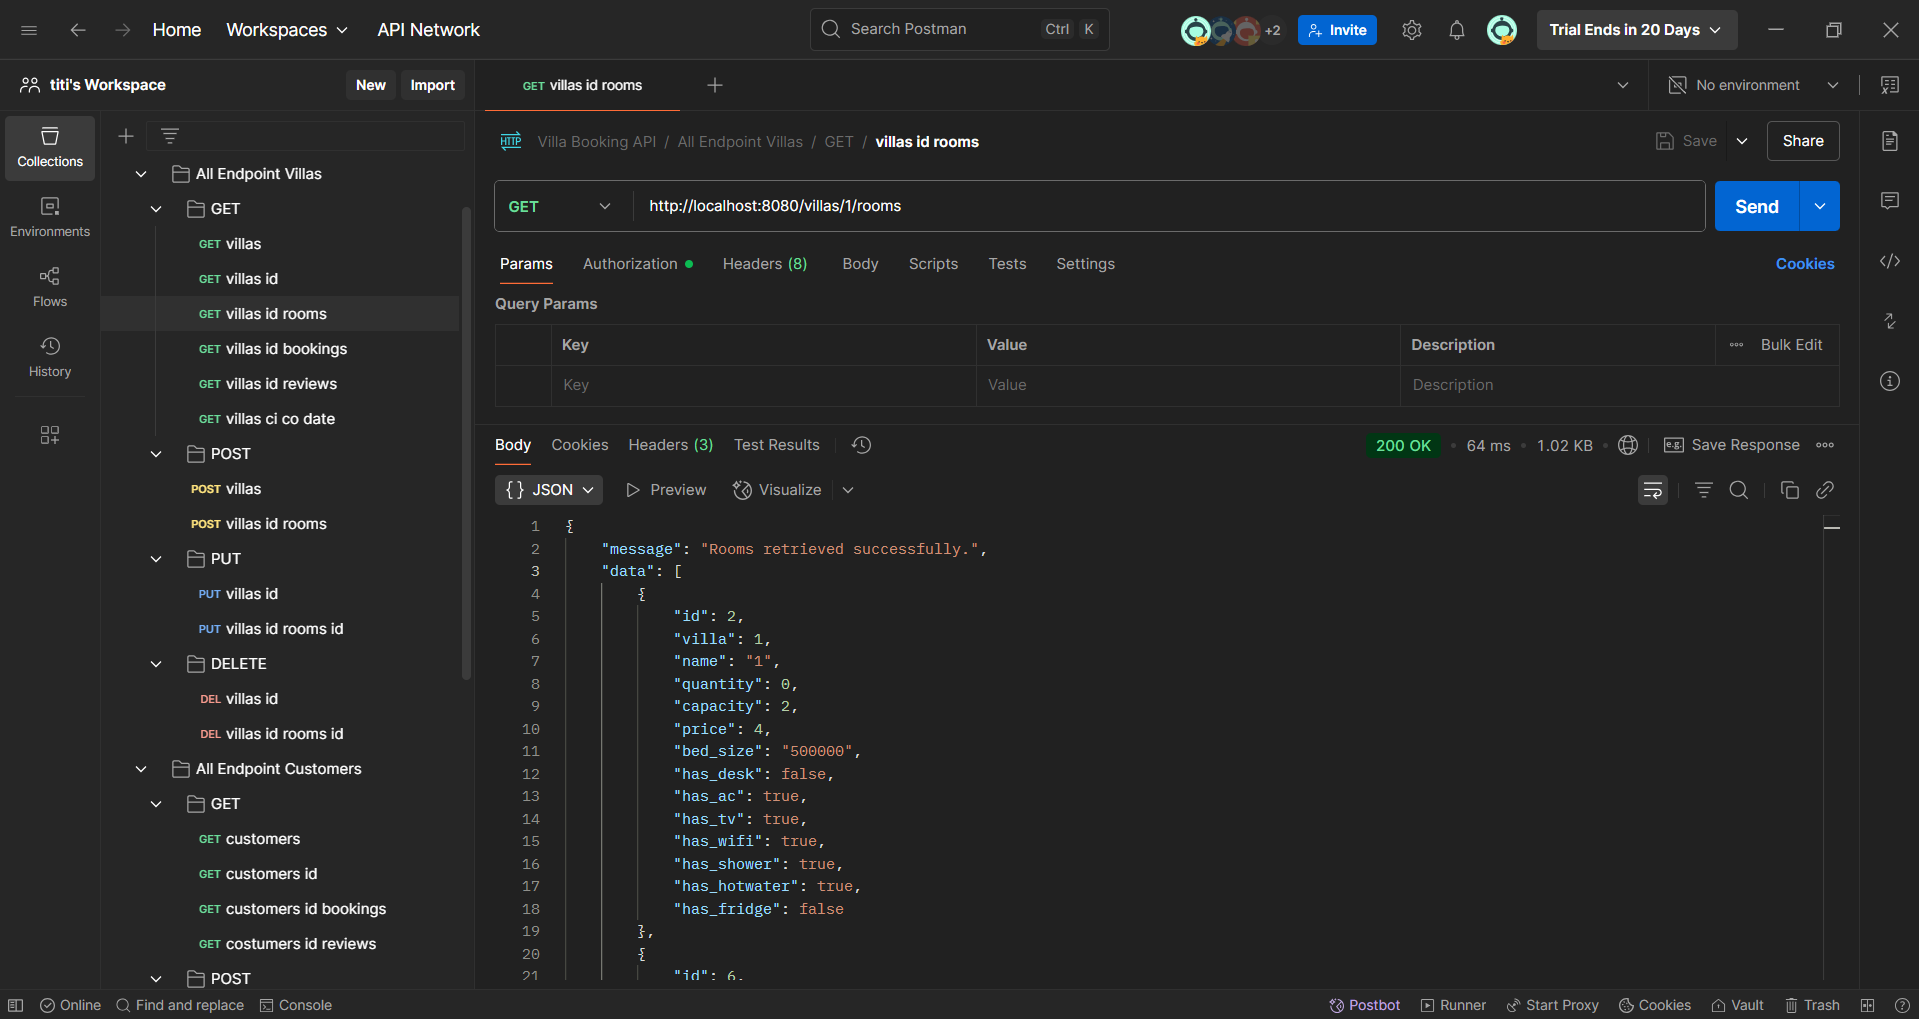 Home Workspaces API Network Search Postman Ctrl K +2 Invite Trial Ends in 20 Days
titi's Workspace New Import GET villas id rooms No environment
Collections
Environments
Flows
History
All Endpoint Villas
GET
GET villas
GET villas id
GET villas id rooms
GET villas id bookings
GET villas id reviews
GET villas ci co date
POST
POST villas
POST villas id rooms
PUT
PUT villas id
PUT villas id rooms id
DELETE
DEL villas id
DEL villas id rooms id
All Endpoint Customers
GET
GET customers
GET customers id
GET customers id bookings
GET costumers id reviews
POST
HTTP Villa Booking API / All Endpoint Villas / GET / villas id rooms Save Share
GET http://localhost:8080/villas/1/rooms Send
Params Authorization Headers (8) Body Scripts Tests Settings Cookies
Query Params
Key Value Description Bulk Edit
Key Value Description
Body Cookies Headers (3) Test Results 200 OK 64 ms 1.02 KB e.g. Save Response
{} JSON Preview Visualize
1 {
2 "message": "Rooms retrieved successfully.",
3 "data": [
4 {
5 "id": 2,
6 "villa": 1,
7 "name": "1",
8 "quantity": 0,
9 "capacity": 2,
10 "price": 4,
11 "bed_size": "500000",
12 "has_desk": false,
13 "has_ac": true,
14 "has_tv": true,
15 "has_wifi": true,
16 "has_shower": true,
17 "has_hotwater": true,
18 "has_fridge": false
19 },
20 {
21 "id": 6,
Online Find and replace Console Postbot Runner Start Proxy Cookies Vault Trash